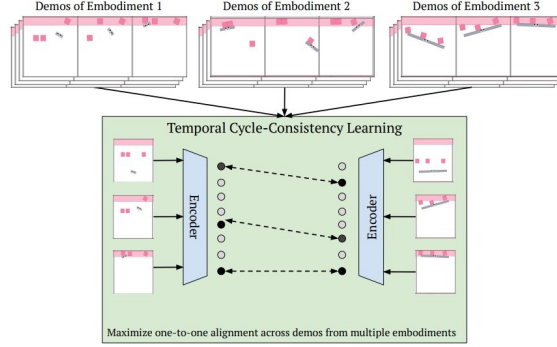 Demos of Embodiment 1
Demos of Embodiment 2
Demos of Embodiment 3
Temporal Cycle-Consistency Learning
Encoder
Encoder
Maximize one-to-one alignment across demos from multiple embodiments